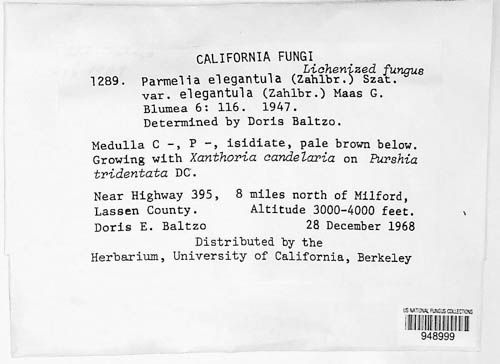 CALIFORNIA FUNGI
Lichenized fungus
1289. Parmelia elegantula (Zahlbr.) Szat.
var. elegantula (Zahlbr.) Maas G.
Blumea 6: 116. 1947.
Determined by Doris Baltzo.
Medulla C -, P -, isidiate, pale brown below.
Growing with Xanthoria candelaria on Purshia
tridentata DC.
Near Highway 395, 8 miles north of Milford,
Lassen County. Altitude 3000-4000 feet.
Doris E. Baltzo 28 December 1968
Distributed by the
Herbarium, University of California, Berkeley
US NATIONAL FUNGUS COLLECTIONS
948999